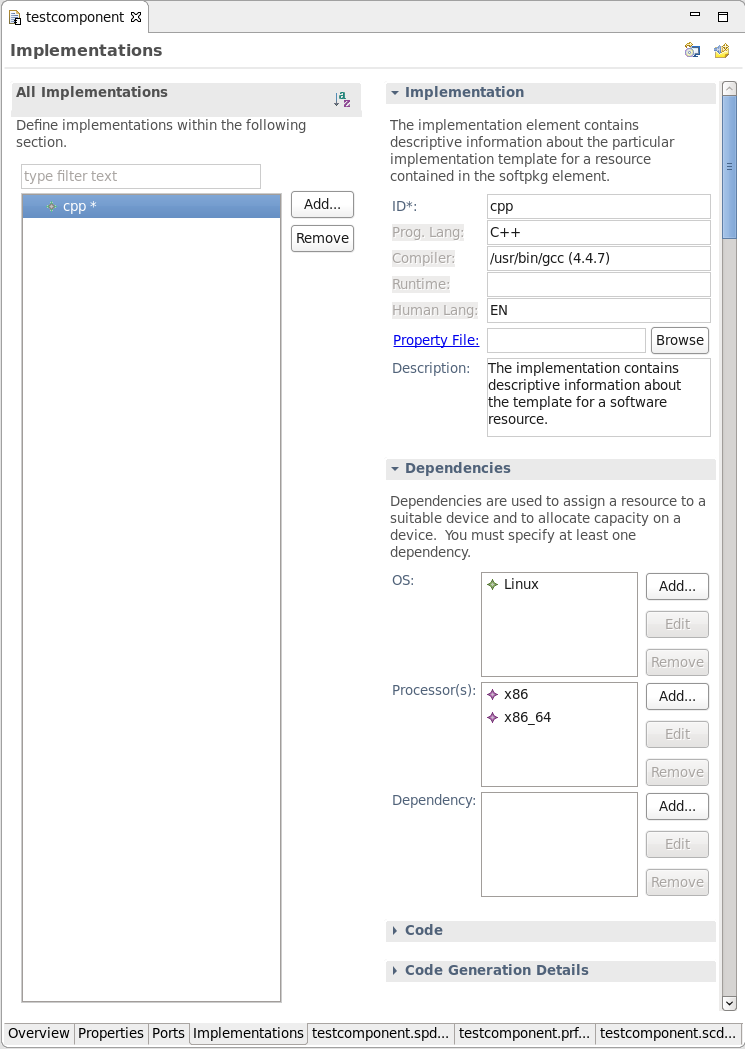 testcomponent
Implementations
All Implementations
Define implementations within the following
section.
type filter text
cpp *
Add...
Remove
Implementation
The implementation element contains
descriptive information about the particular
implementation template for a resource
contained in the softpkg element.
ID*: cpp
Prog. Lang: C++
Compiler: /usr/bin/gcc (4.4.7)
Runtime:
Human Lang: EN
Property File: Browse
Description: The implementation contains
descriptive information about
the template for a software
resource.
Dependencies
Dependencies are used to assign a resource to a
suitable device and to allocate capacity on a
device.  You must specify at least one
dependency.
OS: Linux Add...
Edit
Remove
Processor(s): x86 Add...
x86_64
Edit
Remove
Dependency: Add...
Edit
Remove
Code
Code Generation Details
Overview Properties Ports Implementations testcomponent.spd... testcomponent.prf... testcomponent.scd...